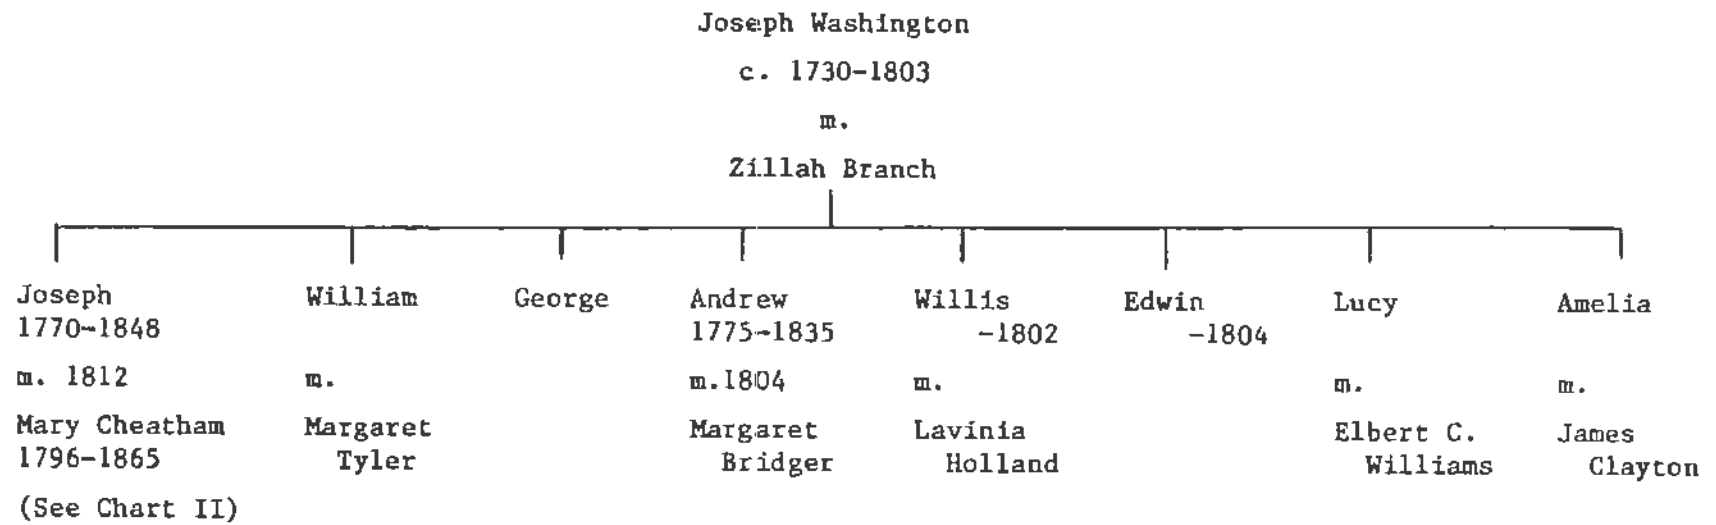 Joseph Washington
c. 1730-1803
m.
Zillah Branch
Joseph William George Andrew Willis Edwin Lucy Amelia
1770-1848 1775-1835 -1802 -1804
m. 1812 m. m.1804 m. m. m.
Mary Cheatham Margaret Margaret Lavinia Elbert C. James
1796-1865 Tyler Bridger Holland Williams Clayton
(See Chart II)